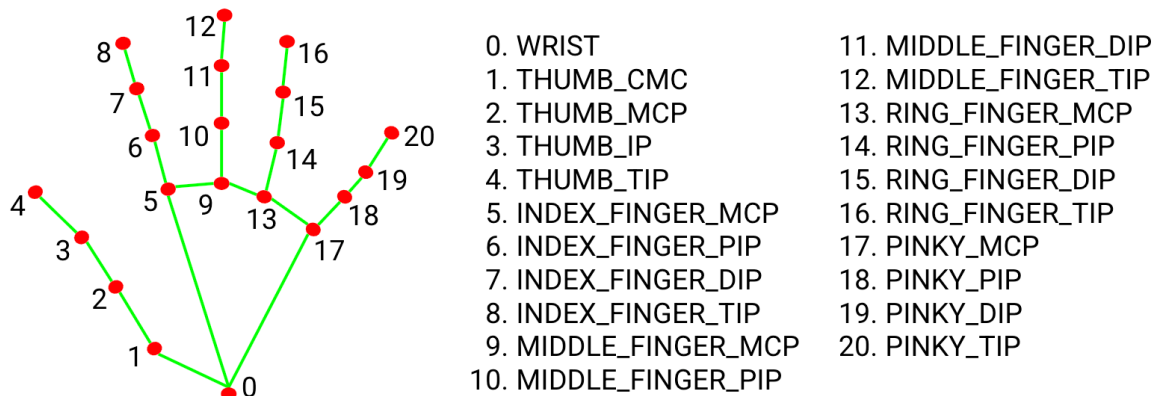 12
8
16
11
7
15
10
20
6
14
19
4
5
9
13
18
3
17
2
1
0
0. WRIST
1. THUMB_CMC
2. THUMB_MCP
3. THUMB_IP
4. THUMB_TIP
5. INDEX_FINGER_MCP
6. INDEX_FINGER_PIP
7. INDEX_FINGER_DIP
8. INDEX_FINGER_TIP
9. MIDDLE_FINGER_MCP
10. MIDDLE_FINGER_PIP
11. MIDDLE_FINGER_DIP
12. MIDDLE_FINGER_TIP
13. RING_FINGER_MCP
14. RING_FINGER_PIP
15. RING_FINGER_DIP
16. RING_FINGER_TIP
17. PINKY_MCP
18. PINKY_PIP
19. PINKY_DIP
20. PINKY_TIP